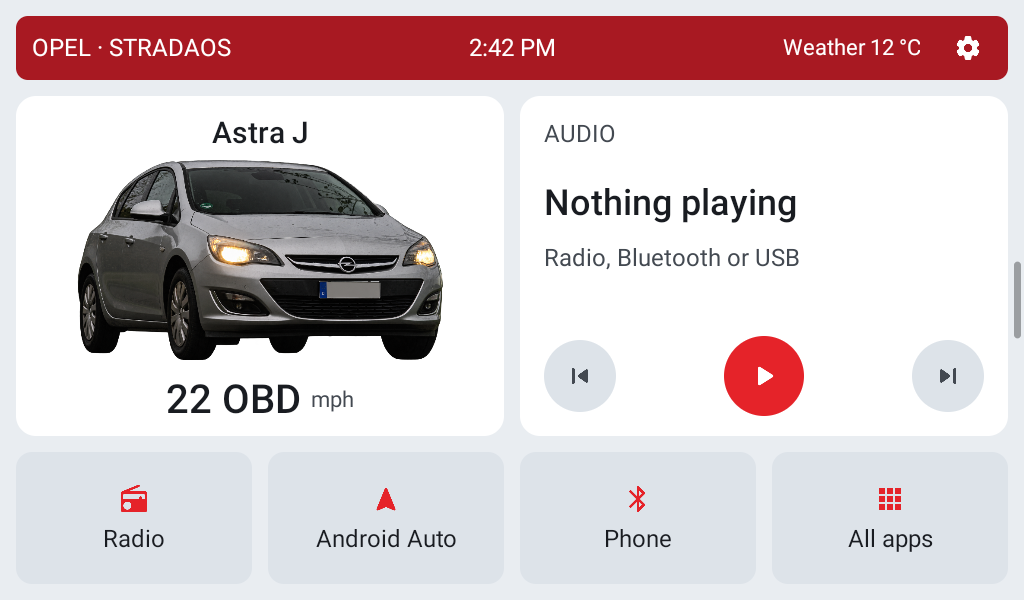 OPEL · STRADAOS
2:42 PM
Weather 12 °C
Astra J
22 OBD mph
AUDIO
Nothing playing
Radio, Bluetooth or USB
Radio
Android Auto
Phone
All apps